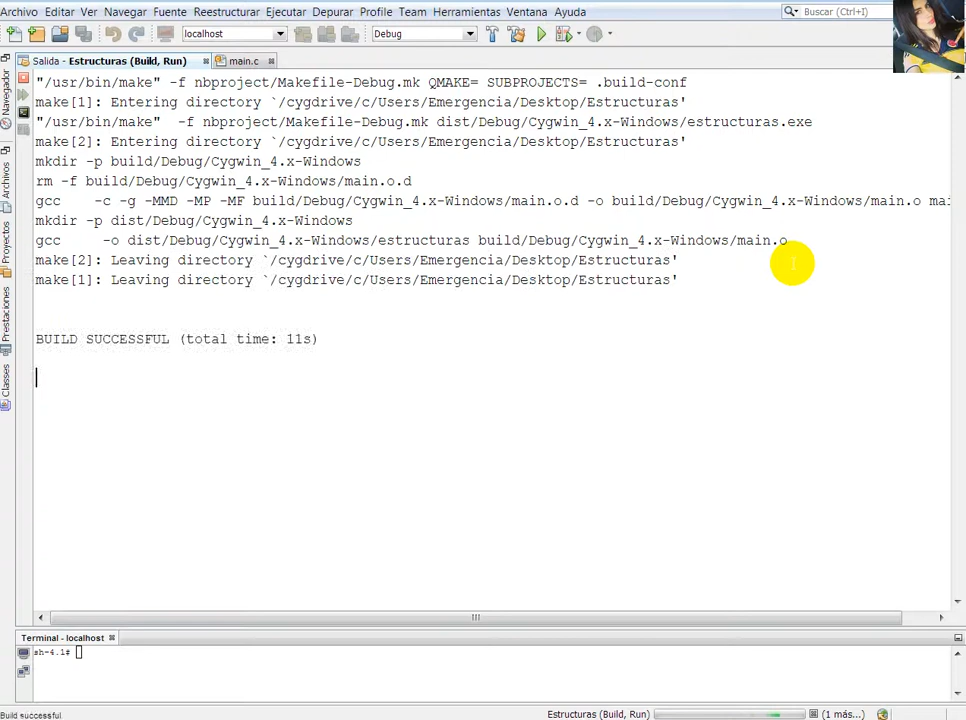 Archivo Editar Ver Navegar Fuente Reestructurar Ejecutar Depurar Profile Team Herramientas Ventana Ayuda Buscar (Ctrl+I)
localhost Debug
Salida - Estructuras (Build, Run) main.c
Navegador
Archivos
Proyectos
Prestaciones
Classes
"/usr/bin/make" -f nbproject/Makefile-Debug.mk QMAKE= SUBPROJECTS= .build-conf
make[1]: Entering directory `/cygdrive/c/Users/Emergencia/Desktop/Estructuras'
"/usr/bin/make"  -f nbproject/Makefile-Debug.mk dist/Debug/Cygwin_4.x-Windows/estructuras.exe
make[2]: Entering directory `/cygdrive/c/Users/Emergencia/Desktop/Estructuras'
mkdir -p build/Debug/Cygwin_4.x-Windows
rm -f build/Debug/Cygwin_4.x-Windows/main.o.d
gcc    -c -g -MMD -MP -MF build/Debug/Cygwin_4.x-Windows/main.o.d -o build/Debug/Cygwin_4.x-Windows/main.o mai
mkdir -p dist/Debug/Cygwin_4.x-Windows
gcc     -o dist/Debug/Cygwin_4.x-Windows/estructuras build/Debug/Cygwin_4.x-Windows/main.o
make[2]: Leaving directory `/cygdrive/c/Users/Emergencia/Desktop/Estructuras'
make[1]: Leaving directory `/cygdrive/c/Users/Emergencia/Desktop/Estructuras'
BUILD SUCCESSFUL (total time: 11s)
Terminal - localhost
sh-4.1#
Build successful Estructuras (Build, Run) (1 más...)